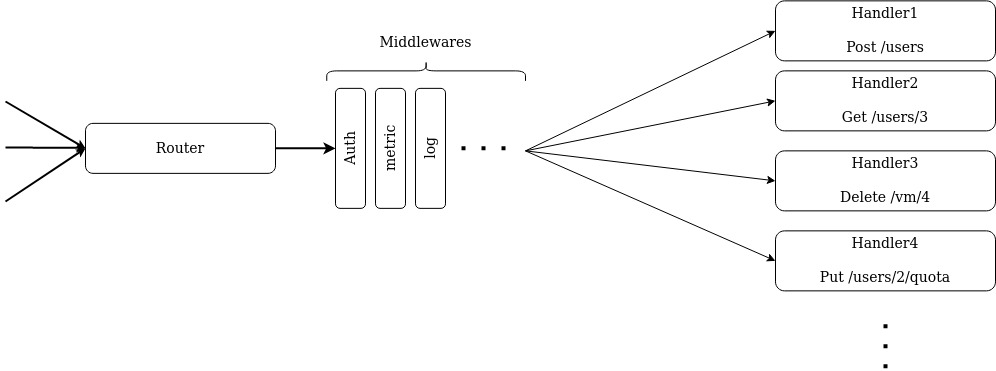 Router
Middlewares
Auth
metric
log
Handler1
Post /users
Handler2
Get /users/3
Handler3
Delete /vm/4
Handler4
Put /users/2/quota